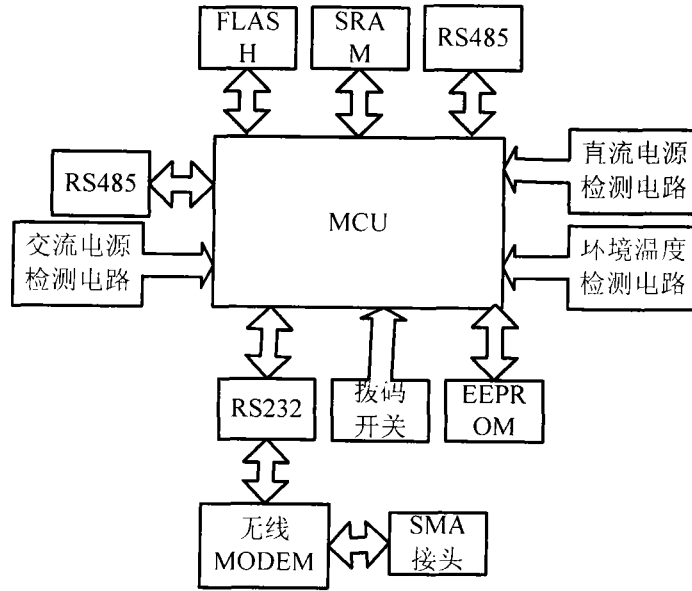 FLAS
H
SRA
M
RS485
RS485
MCU
直流电源
检测电路
交流电源
检测电路
环境温度
检测电路
RS232
拨码
开关
EEPR
OM
无线
MODEM
SMA
接头